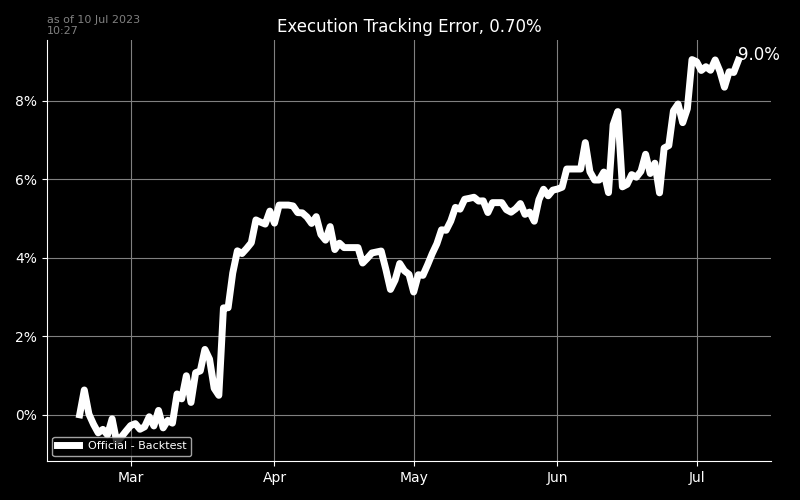 as of 10 Jul 2023
10:27
Execution Tracking Error, 0.70%
9.0%
8%
6%
4%
2%
0%
Official - Backtest
Mar Apr May Jun Jul